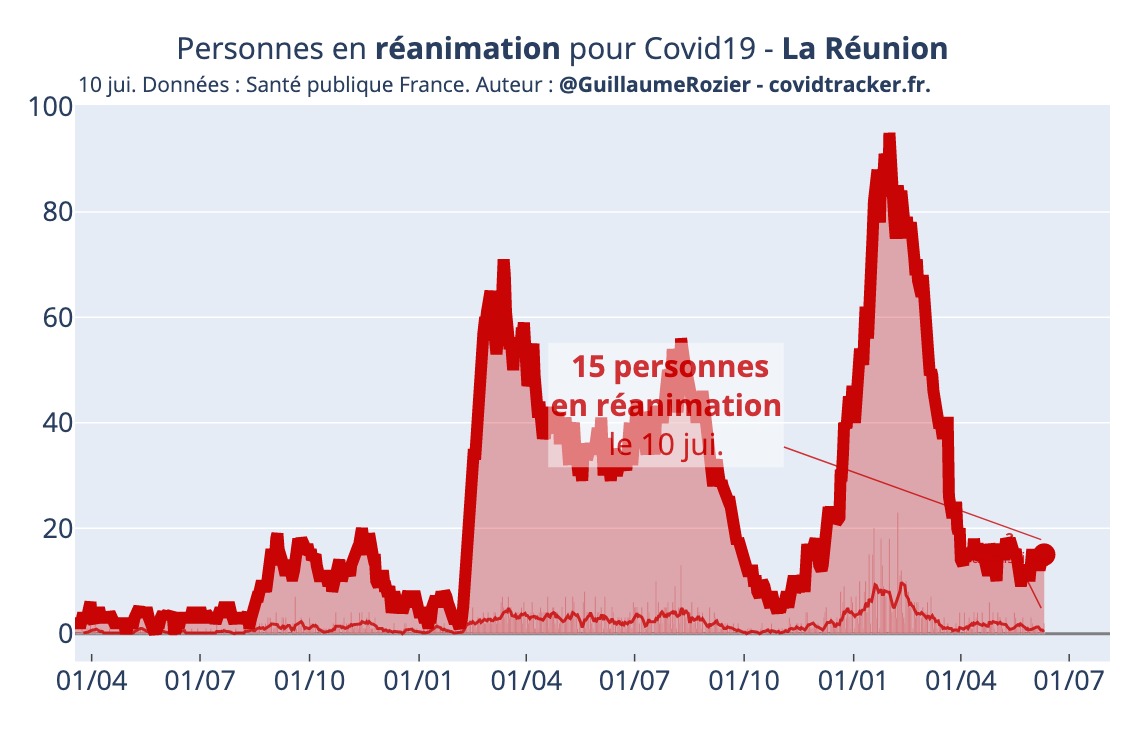 Personnes en réanimation pour Covid19 - La Réunion
10 jui. Données : Santé publique France. Auteur : @GuillaumeRozier - covidtracker.fr.
100
80
60
40
20
0
15 personnes
en réanimation
le 10 jui.
01/04 01/07 01/10 01/01 01/04 01/07 01/10 01/01 01/04 01/07